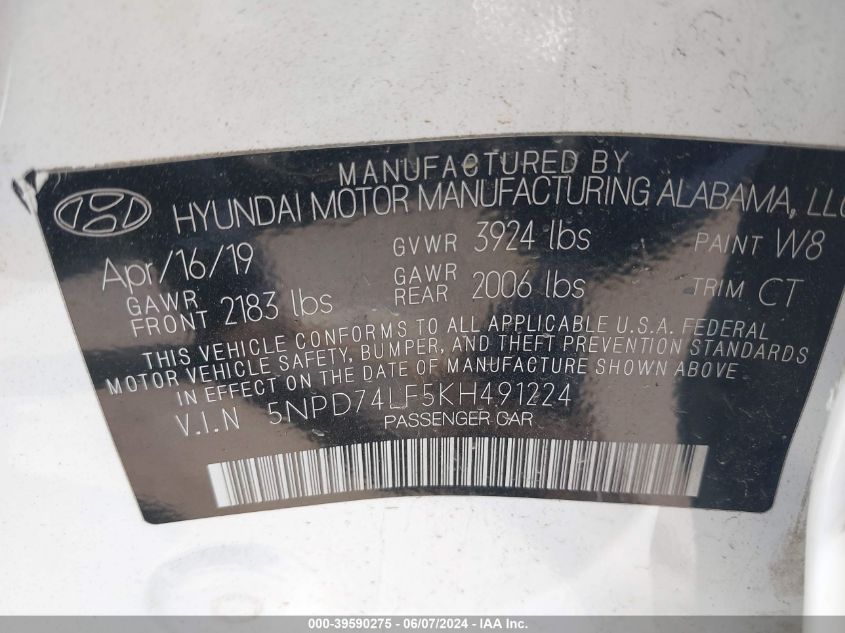 MANUFACTURED BY
HYUNDAI MOTOR MANUFACTURING ALABAMA, LLC
Apr/16/19 GVWR 3924 lbs PAINT W8
GAWR FRONT 2183 lbs GAWR REAR 2006 lbs TRIM CT
THIS VEHICLE CONFORMS TO ALL APPLICABLE U.S.A. FEDERAL
MOTOR VEHICLE SAFETY, BUMPER, AND THEFT PREVENTION STANDARDS
IN EFFECT ON THE DATE OF MANUFACTURE SHOWN ABOVE.
V.I.N 5NPD74LF5KH491224
PASSENGER CAR
000-39590275 - 06/07/2024 - IAA Inc.